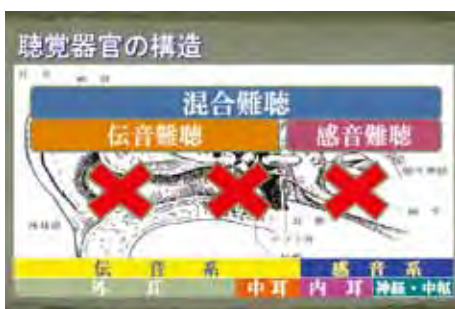 聴覚器官の構造
混合難聴
伝音難聴 感音難聴
伝音系 感音系
外耳 中耳 内耳 神経・中枢